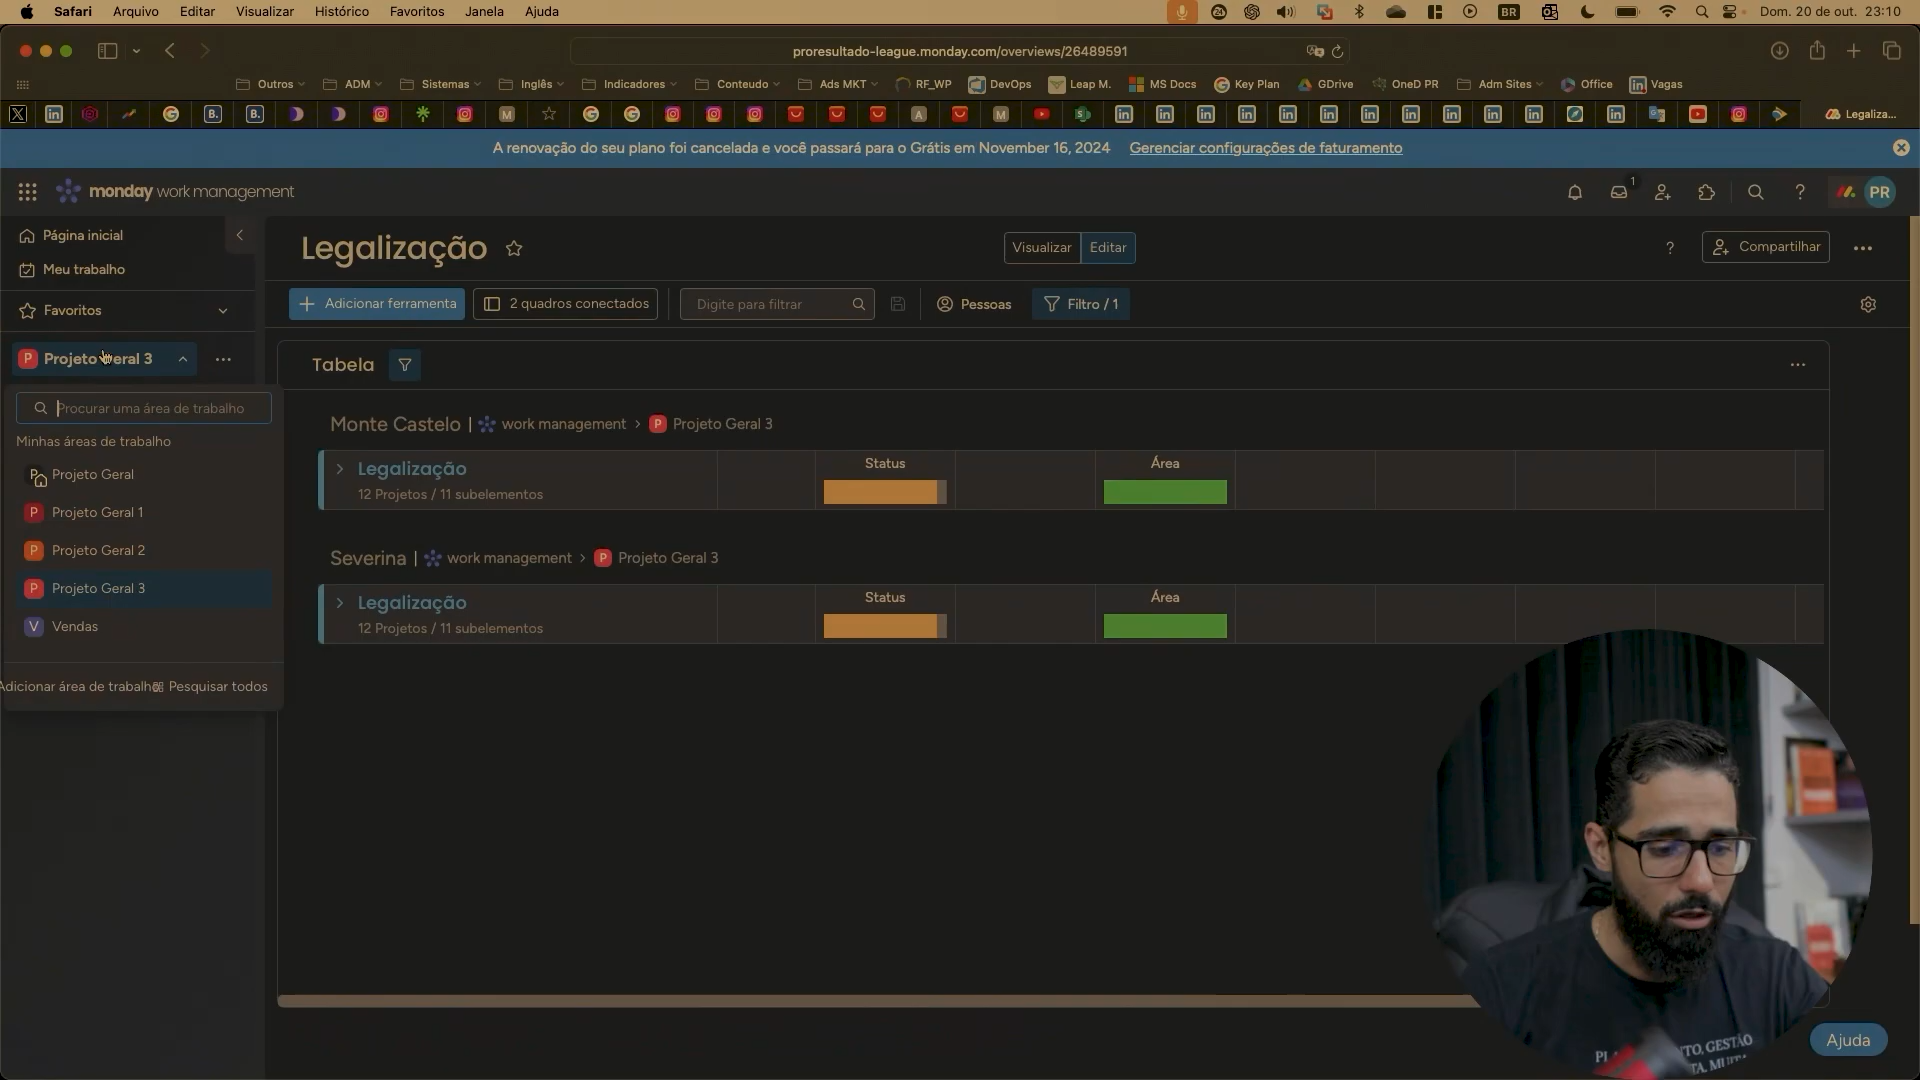 Safari Arquivo Editar Visualizar Histórico Favoritos Janela Ajuda
BR
Dom. 20 de out. 23:10
proresultado-league.monday.com/overviews/26489591
Outros ADM Sistemas Inglês Indicadores Conteudo Ads MKT RF_WP DevOps Leap M. MS Docs Key Plan GDrive OneD PR Adm Sites Office Vagas
Legaliza...
A renovação do seu plano foi cancelada e você passará para o Grátis em November 16, 2024 Gerenciar configurações de faturamento
monday work management
1
PR
Página inicial
Meu trabalho
Favoritos
P Projeto Geral 3
Procurar uma área de trabalho
Minhas áreas de trabalho
P Projeto Geral
P Projeto Geral 1
P Projeto Geral 2
P Projeto Geral 3
V Vendas
Adicionar área de trabalho
Pesquisar todos
Legalização
Visualizar Editar
?
Compartilhar
Adicionar ferramenta
2 quadros conectados
Digite para filtrar
Pessoas
Filtro / 1
Tabela
Monte Castelo | work management > P Projeto Geral 3
Legalização
12 Projetos / 11 subelementos
Status
Área
Severina | work management > P Projeto Geral 3
Legalização
12 Projetos / 11 subelementos
Status
Área
GESTÃO
Ajuda